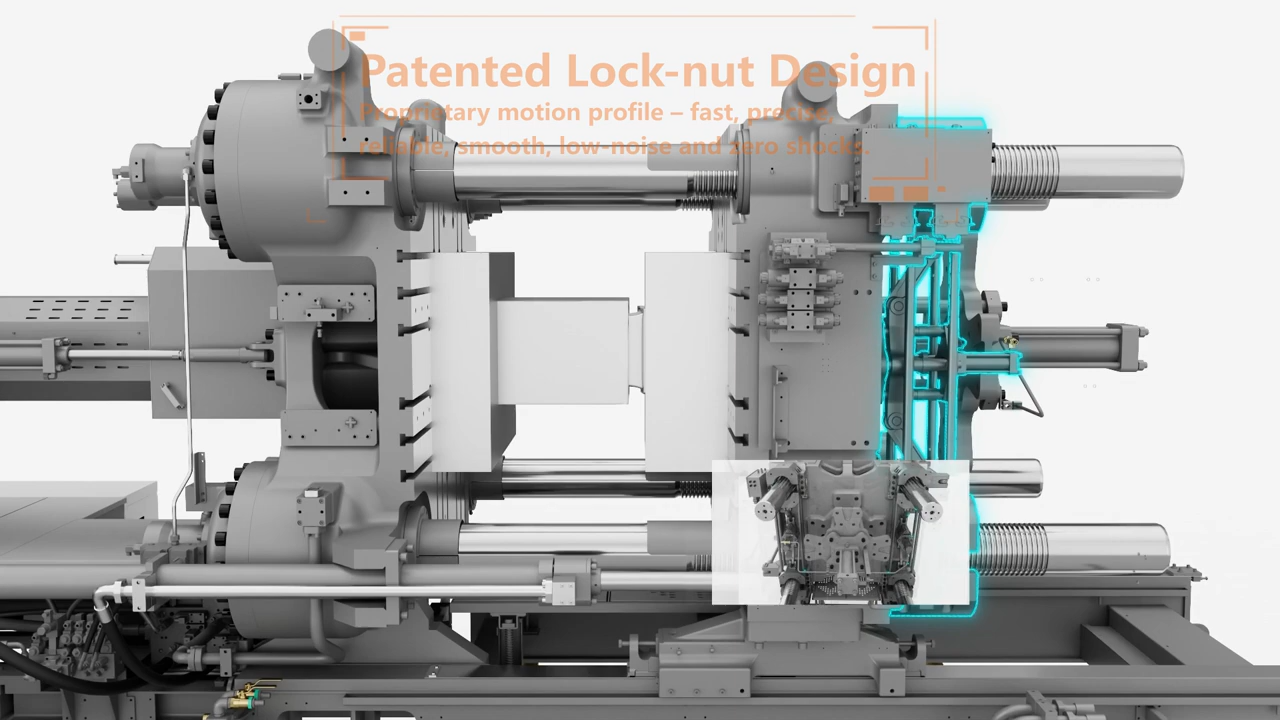 Patented Lock-nut Design
Proprietary motion profile – fast, precise,
reliable, smooth, low-noise and zero shocks.